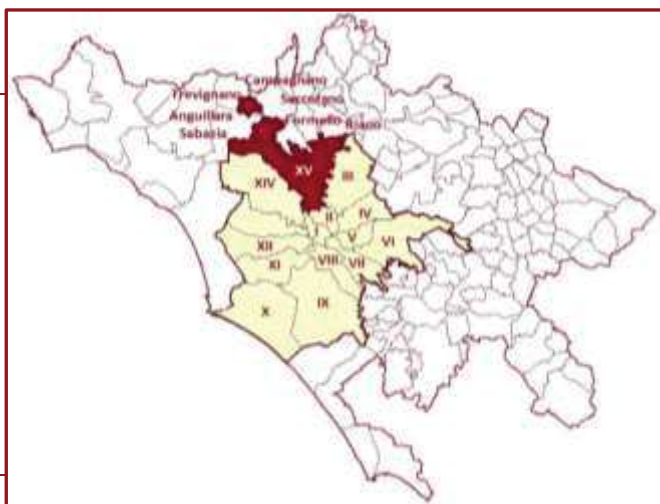 Campagnano
Trevignano
Sacrofano
Anguillara
Formello
Riano
Sabazia
XV
XIV
III
II
IV
I
V
VI
XII
VIII
VII
XI
X
IX